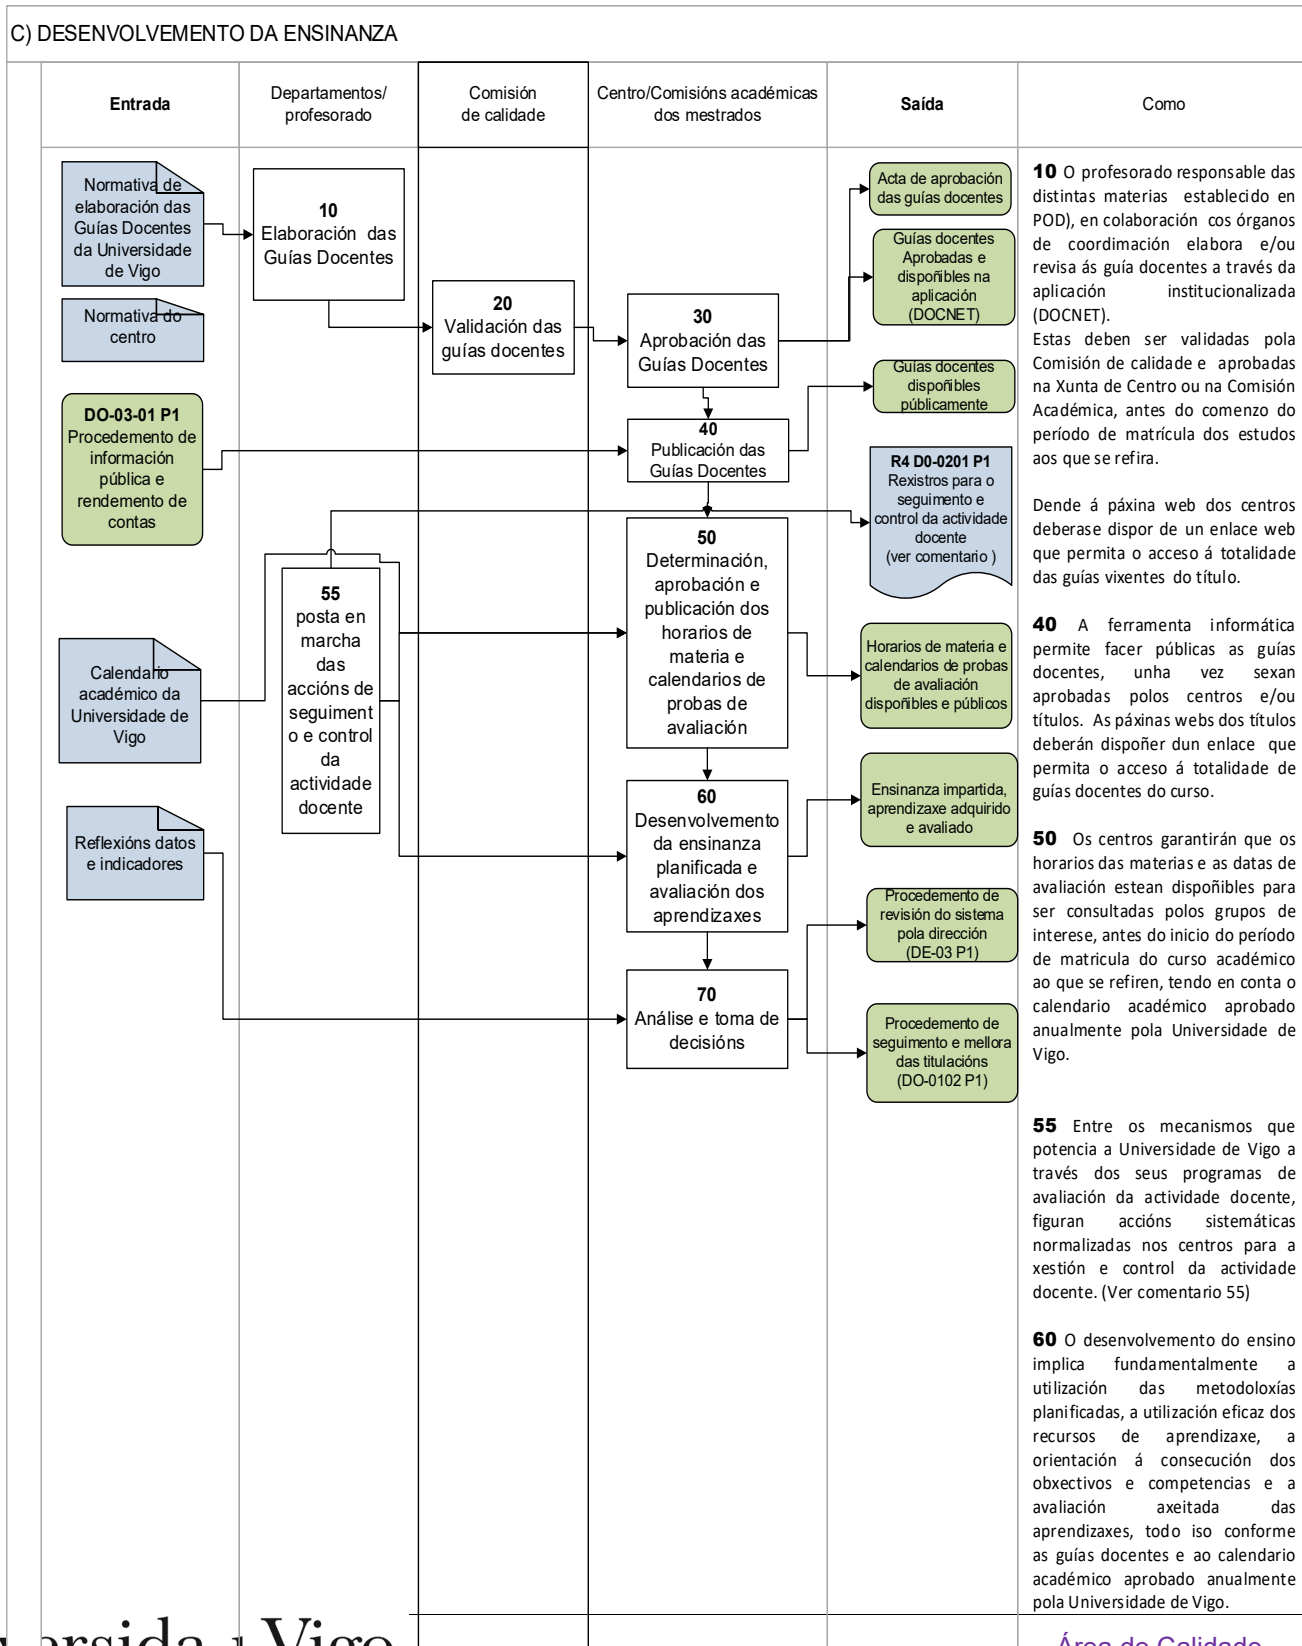 C) DESENVOLVEMENTO DA ENSINANZA
Entrada
Departamentos/
profesorado
Comisión
de calidade
Centro/Comisións académicas
dos mestrados
Saída
Como
Normativa de
elaboración das
Guías Docentes
da Universidade
de Vigo
Normativa do
centro
DO-03-01 P1
Procedemento de
información
pública e
rendemento de
contas
Calendario
académico da
Universidade de
Vigo
Reflexións datos
e indicadores
10
Elaboración das
Guías Docentes
55
posta en
marcha
das
accións de
seguiment
o e control
da
actividade
docente
20
Validación das
guías docentes
30
Aprobación das
Guías Docentes
40
Publicación das
Guías Docentes
50
Determinación,
aprobación e
publicación dos
horarios de
materia e
calendarios de
probas de
avaliación
60
Desenvolvemento
da ensinanza
planificada e
avaliación dos
aprendizaxes
70
Análise e toma de
decisións
Acta de aprobación
das guías docentes
Guías docentes
Aprobadas e
dispoñibles na
aplicación
(DOCNET)
Guías docentes
dispoñibles
públicamente
R4 D0-0201 P1
Rexistros para o
seguimento e
control da actividade
docente
(ver comentario )
Horarios de materia e
calendarios de probas
de avaliación
dispoñibles e públicos
Ensinanza impartida,
aprendizaxe adquirido
e avaliado
Procedemento de
revisión do sistema
pola dirección
(DE-03 P1)
Procedemento de
seguimento e mellora
das titulacións
(DO-0102 P1)
10 O profesorado responsable das
distintas materias establecido en
POD), en colaboración cos órganos
de coordimación elabora e/ou
revisa ás guía docentes a través da
aplicación institucionalizada
(DOCNET).
Estas deben ser validadas pola
Comisión de calidade e aprobadas
na Xunta de Centro ou na Comisión
Académica, antes do comenzo do
período de matrícula dos estudos
aos que se refira.
Dende á páxina web dos centros
deberase dispor de un enlace web
que permita o acceso á totalidade
das guías vixentes do título.
40 A ferramenta informática
permite facer públicas as guías
docentes, unha vez sexan
aprobadas polos centros e/ou
títulos. As páxinas webs dos títulos
deberán dispoñer dun enlace que
permita o acceso á totalidade de
guías docentes do curso.
50 Os centros garantirán que os
horarios das materias e as datas de
avaliación estean dispoñibles para
ser consultadas polos grupos de
interese, antes do inicio do período
de matricula do curso académico
ao que se refiren, tendo en conta o
calendario académico aprobado
anualmente pola Universidade de
Vigo.
55 Entre os mecanismos que
potencia a Universidade de Vigo a
través dos seus programas de
avaliación da actividade docente,
figuran accións sistemáticas
normalizadas nos centros para a
xestión e control da actividade
docente. (Ver comentario 55)
60 O desenvolvemento do ensino
implica fundamentalmente a
utilización das metodoloxías
planificadas, a utilización eficaz dos
recursos de aprendizaxe, a
orientación á consecución dos
obxectivos e competencias e a
avaliación axeitada das
aprendizaxes, todo iso conforme
as guías docentes e ao calendario
académico aprobado anualmente
pola Universidade de Vigo.
Vigo
Área de Calidade